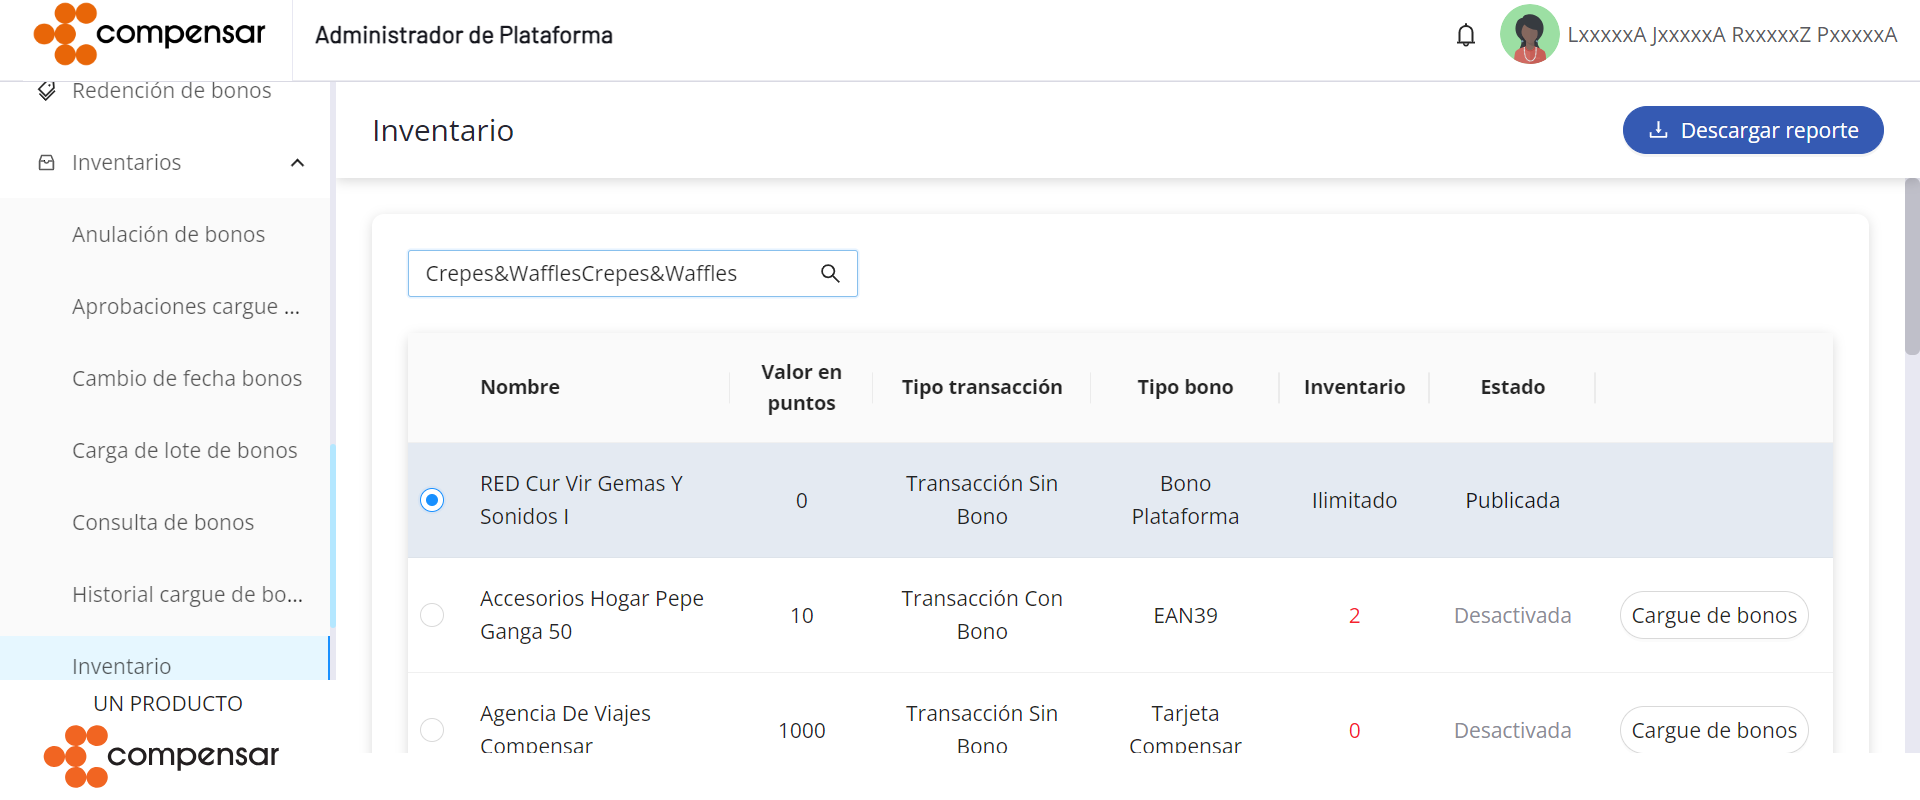 compensar
Administrador de Plataforma
LxxxxxA JxxxxxA RxxxxxZ PxxxxxA
Redención de bonos
Inventarios
Anulación de bonos
Aprobaciones cargue ...
Cambio de fecha bonos
Carga de lote de bonos
Consulta de bonos
Historial cargue de bo...
Inventario
UN PRODUCTO
compensar
Inventario
Descargar reporte
Crepes&WafflesCrepes&Waffles
Nombre
Valor en
puntos
Tipo transacción
Tipo bono
Inventario
Estado
RED Cur Vir Gemas Y
Sonidos I
0
Transacción Sin
Bono
Bono
Plataforma
Ilimitado
Publicada
Accesorios Hogar Pepe
Ganga 50
10
Transacción Con
Bono
EAN39
2
Desactivada
Cargue de bonos
Agencia De Viajes
Compensar
1000
Transacción Sin
Bono
Tarjeta
Compensar
0
Desactivada
Cargue de bonos